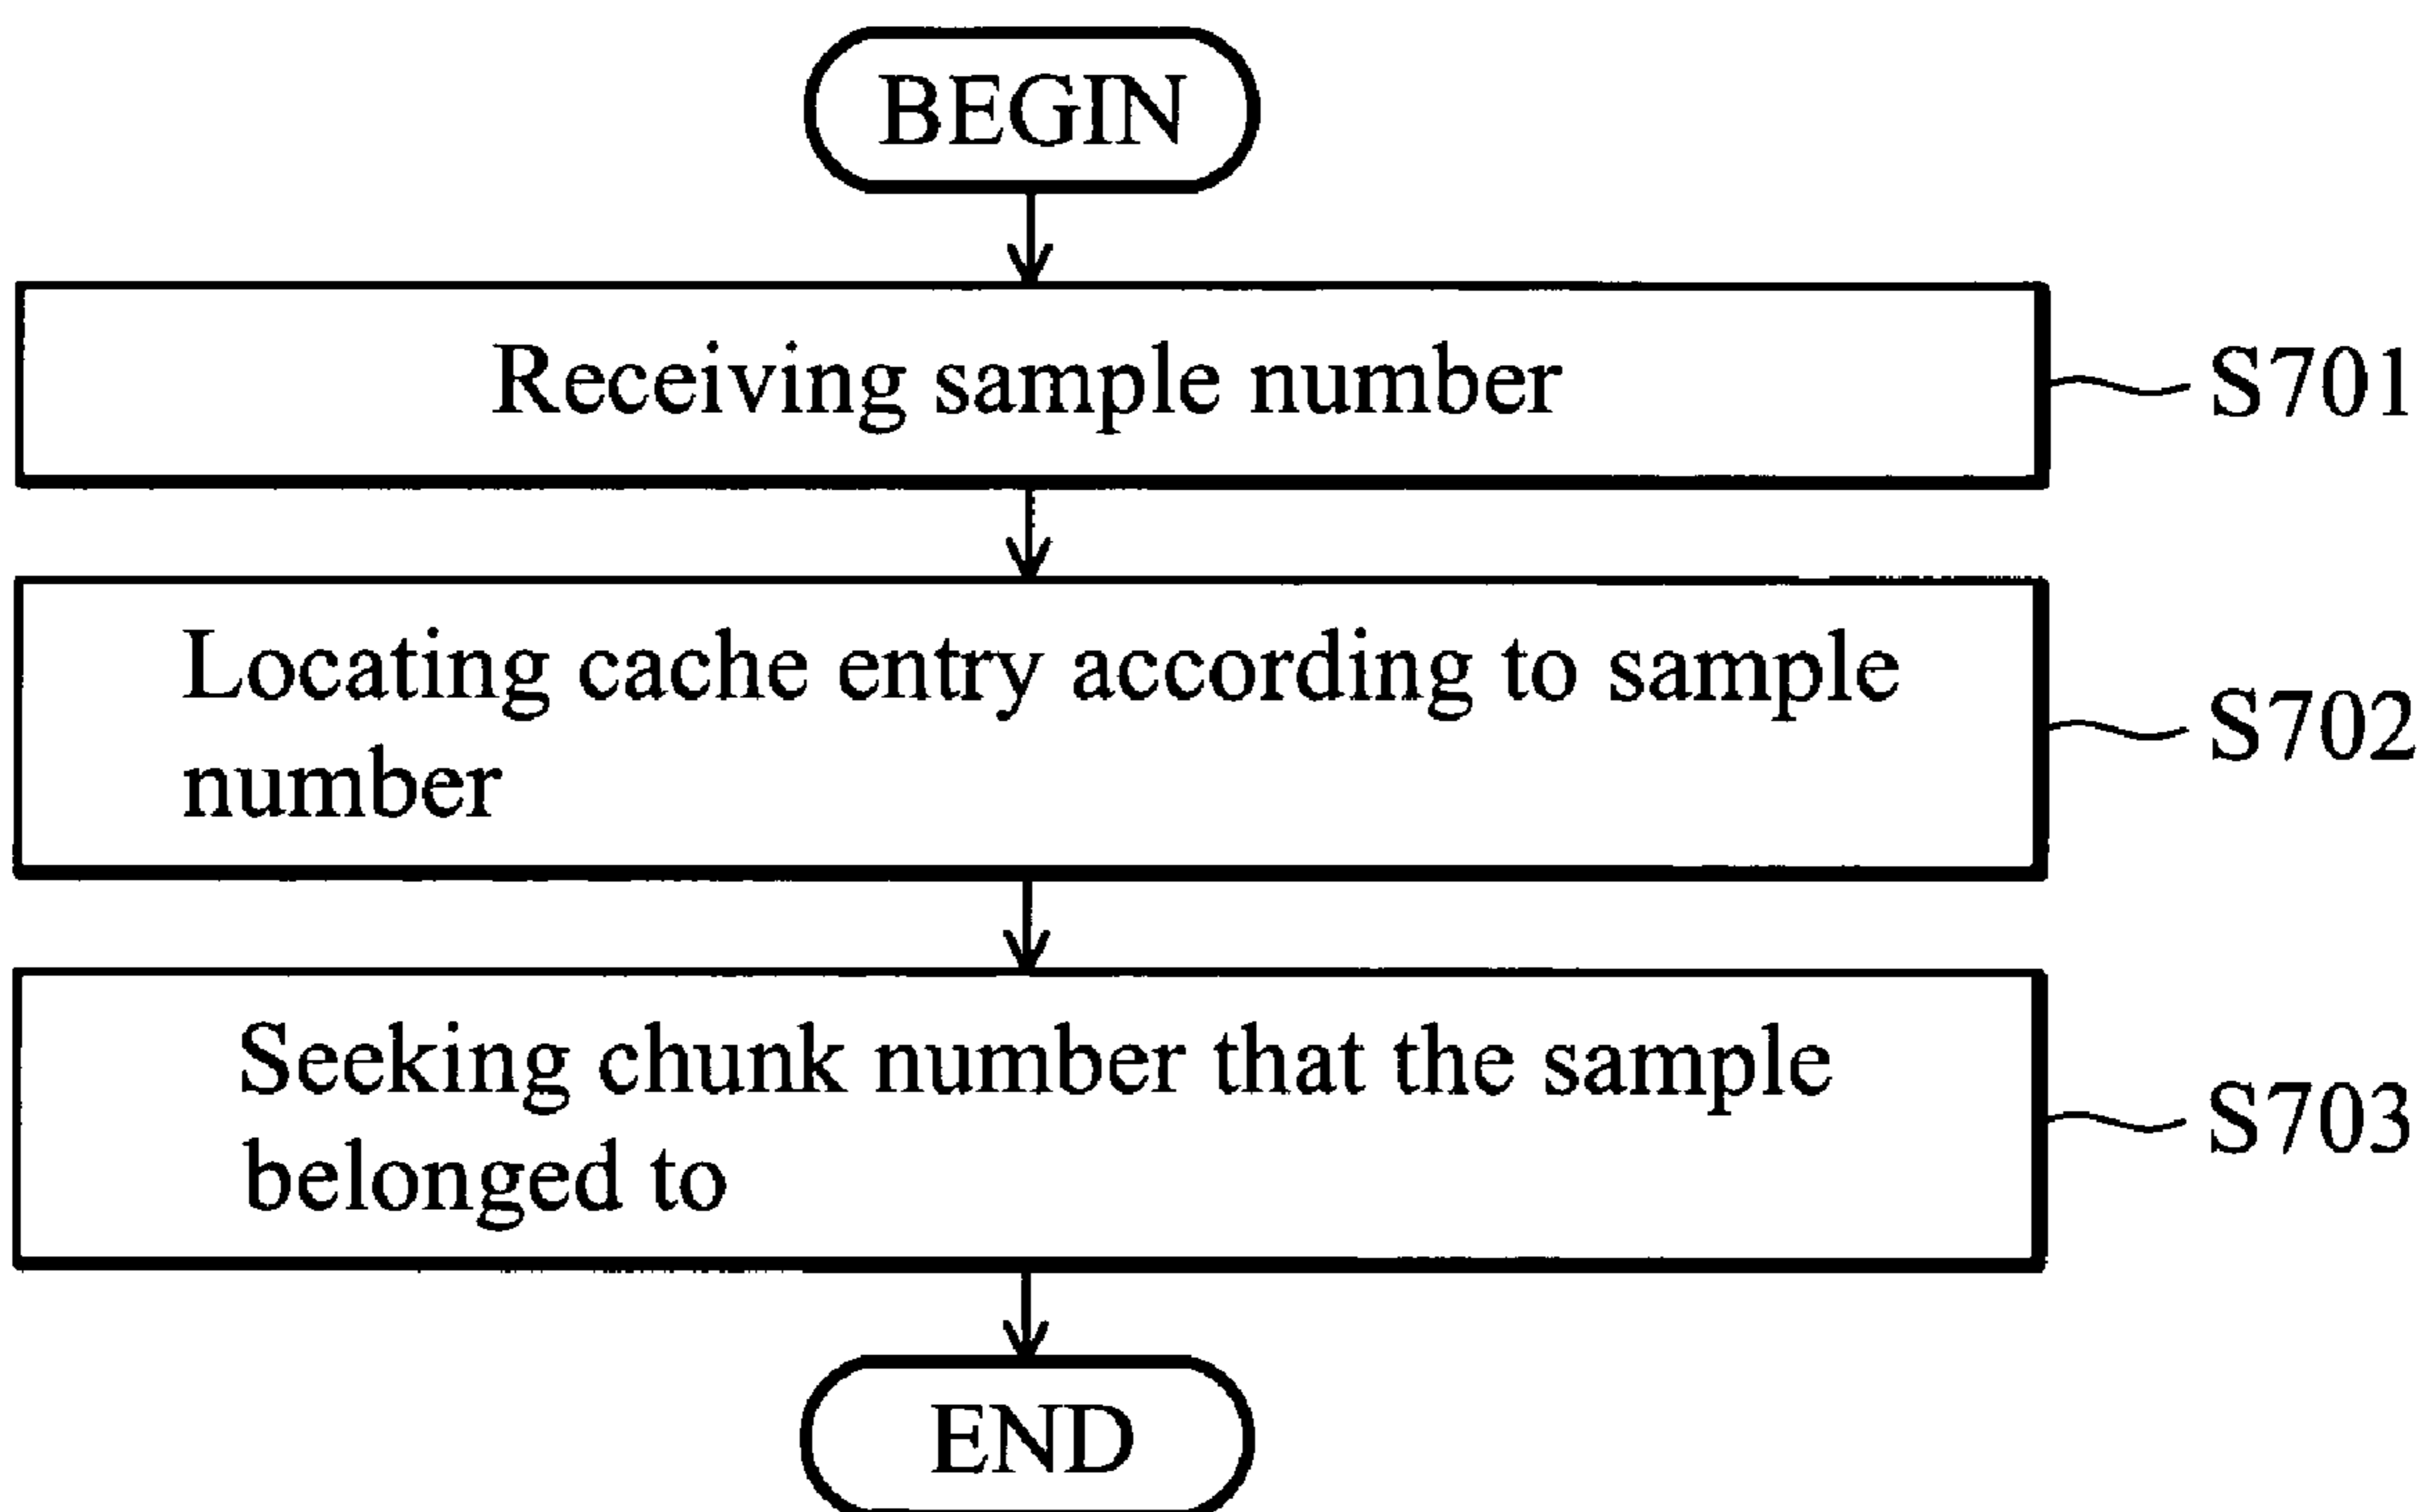 BEGIN
Receiving sample number
S701
Locating cache entry according to sample
number
S702
Seeking chunk number that the sample
belonged to
S703
END